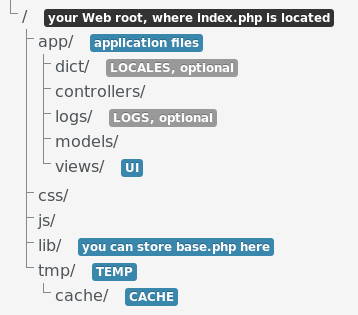 / your Web root, where index.php is located
app/ application files
dict/ LOCALES, optional
controllers/
logs/ LOGS, optional
models/
views/ UI
css/
js/
lib/ you can store base.php here
tmp/ TEMP
cache/ CACHE